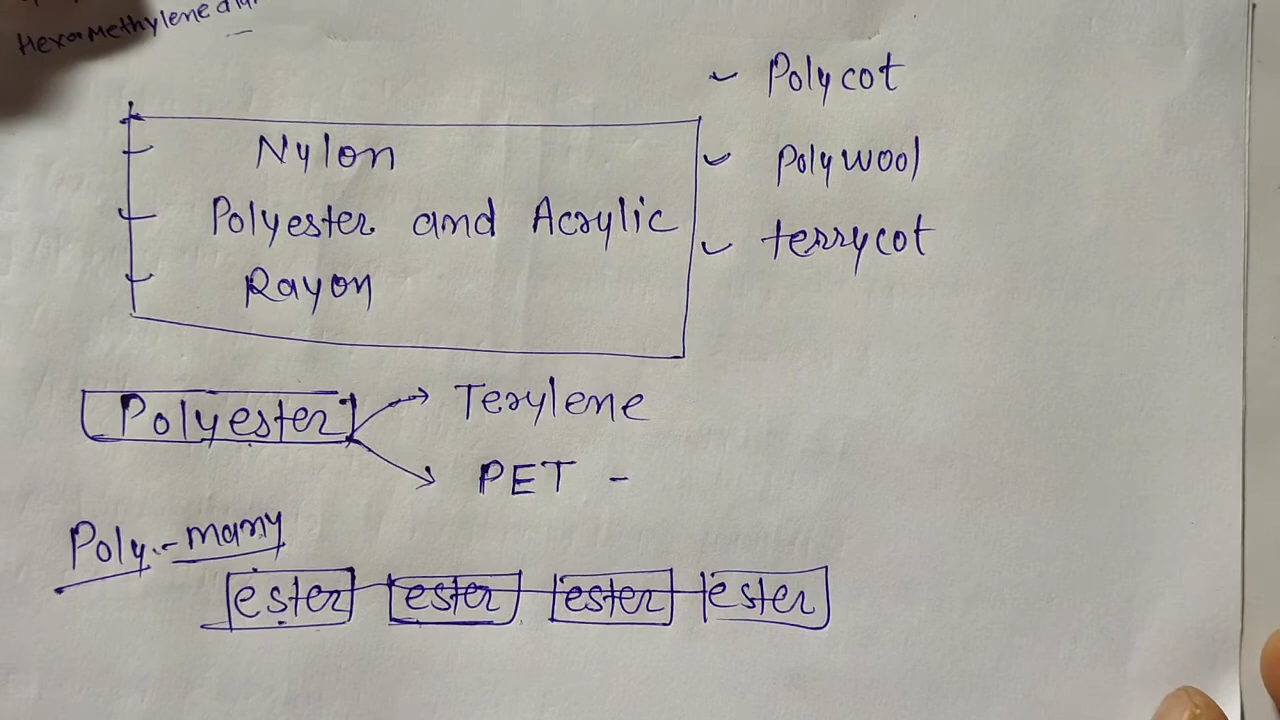 Hexamethylene
Polycot
Nylon
Polywool
Polyester and Acrylic
terrycot
Rayon
Polyester
Terylene
PET -
Poly - many
ester ester ester ester